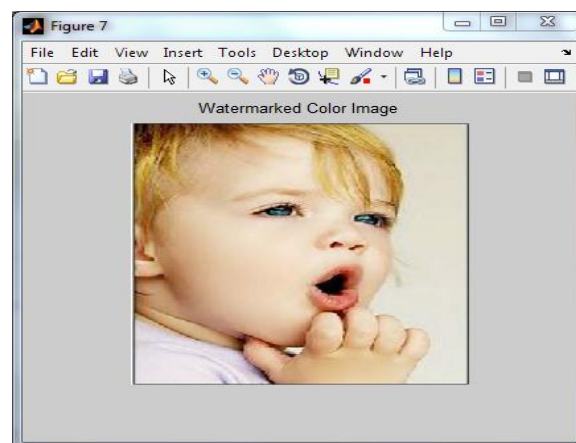 Figure 7
File Edit View Insert Tools Desktop Window Help
Watermarked Color Image